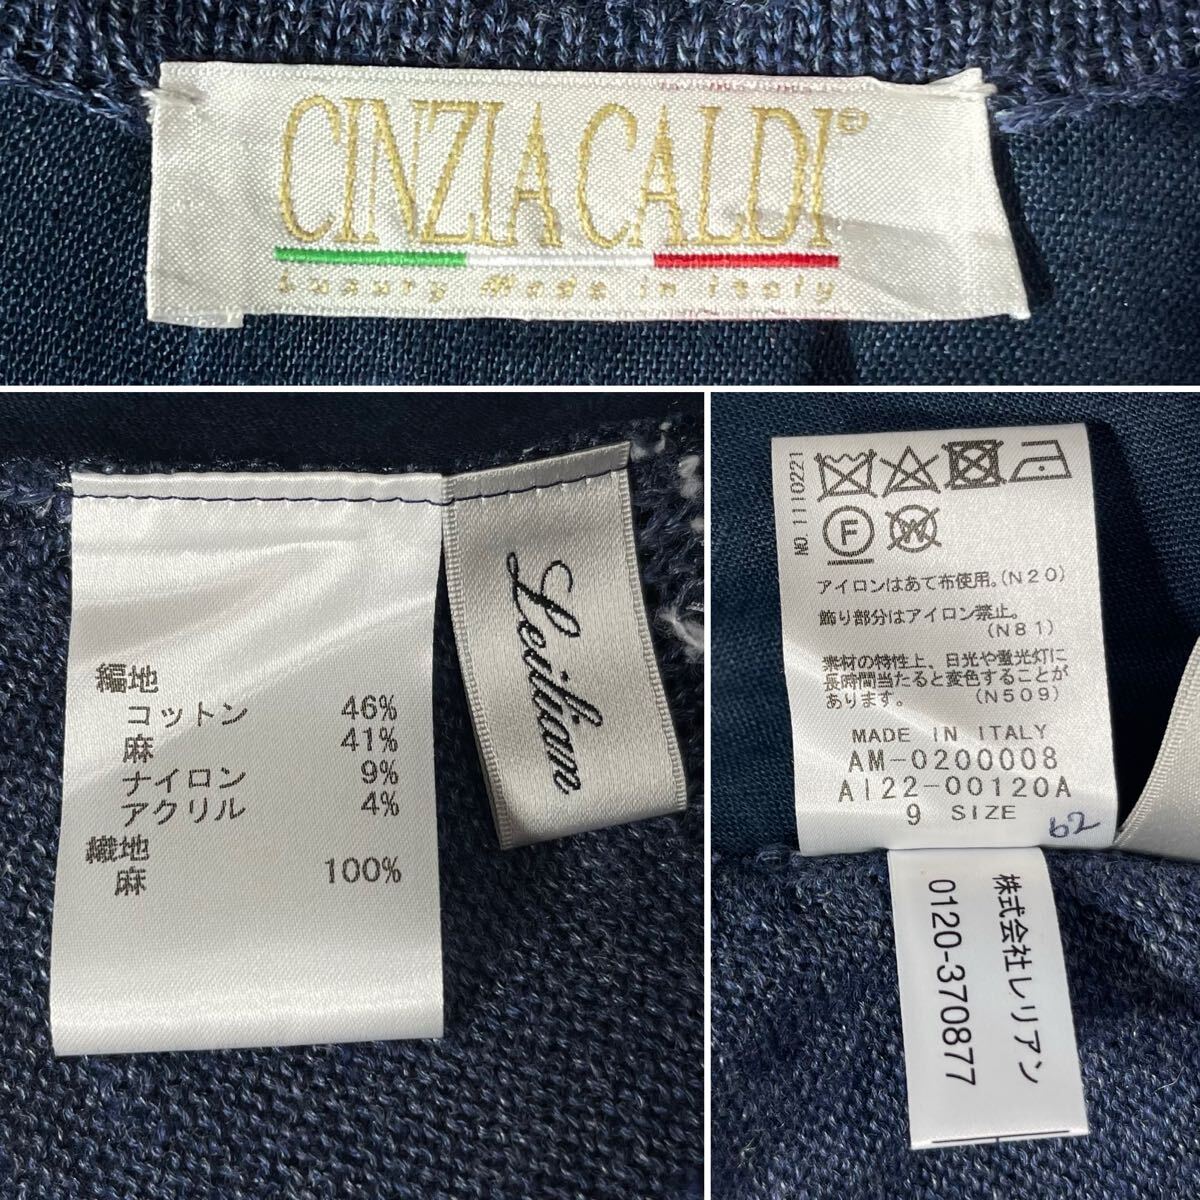 CINZIA CALDI®
Luxury Made in Italy
編地
コットン 46%
麻 41%
ナイロン 9%
アクリル 4%
織地
麻 100%
Leilian
NO.1110221
F W
アイロンはあて布使用。(N20)
飾り部分はアイロン禁止。
(N81)
素材の特性上、日光や蛍光灯に
長時間当たると変色することが
あります。 (N509)
MADE IN ITALY
AM-0200008
AI22-00120A
9 SIZE
62
株式会社レリアン
0120-370877